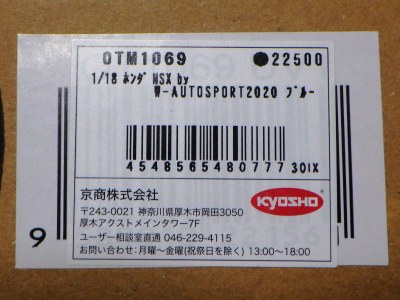 OTM1069 ●22500
1/18 ホンダ NSX by
W-AUTOSPORT2020 ブルー
4548565480777 301X
京商株式会社
KYOSHO
〒243-0021 神奈川県厚木市岡田3050
厚木アクストメインタワー7F
ユーザー相談室直通 046-229-4115
お問い合わせ:月曜〜金曜(祝祭日を除く) 13:00〜18:00
9